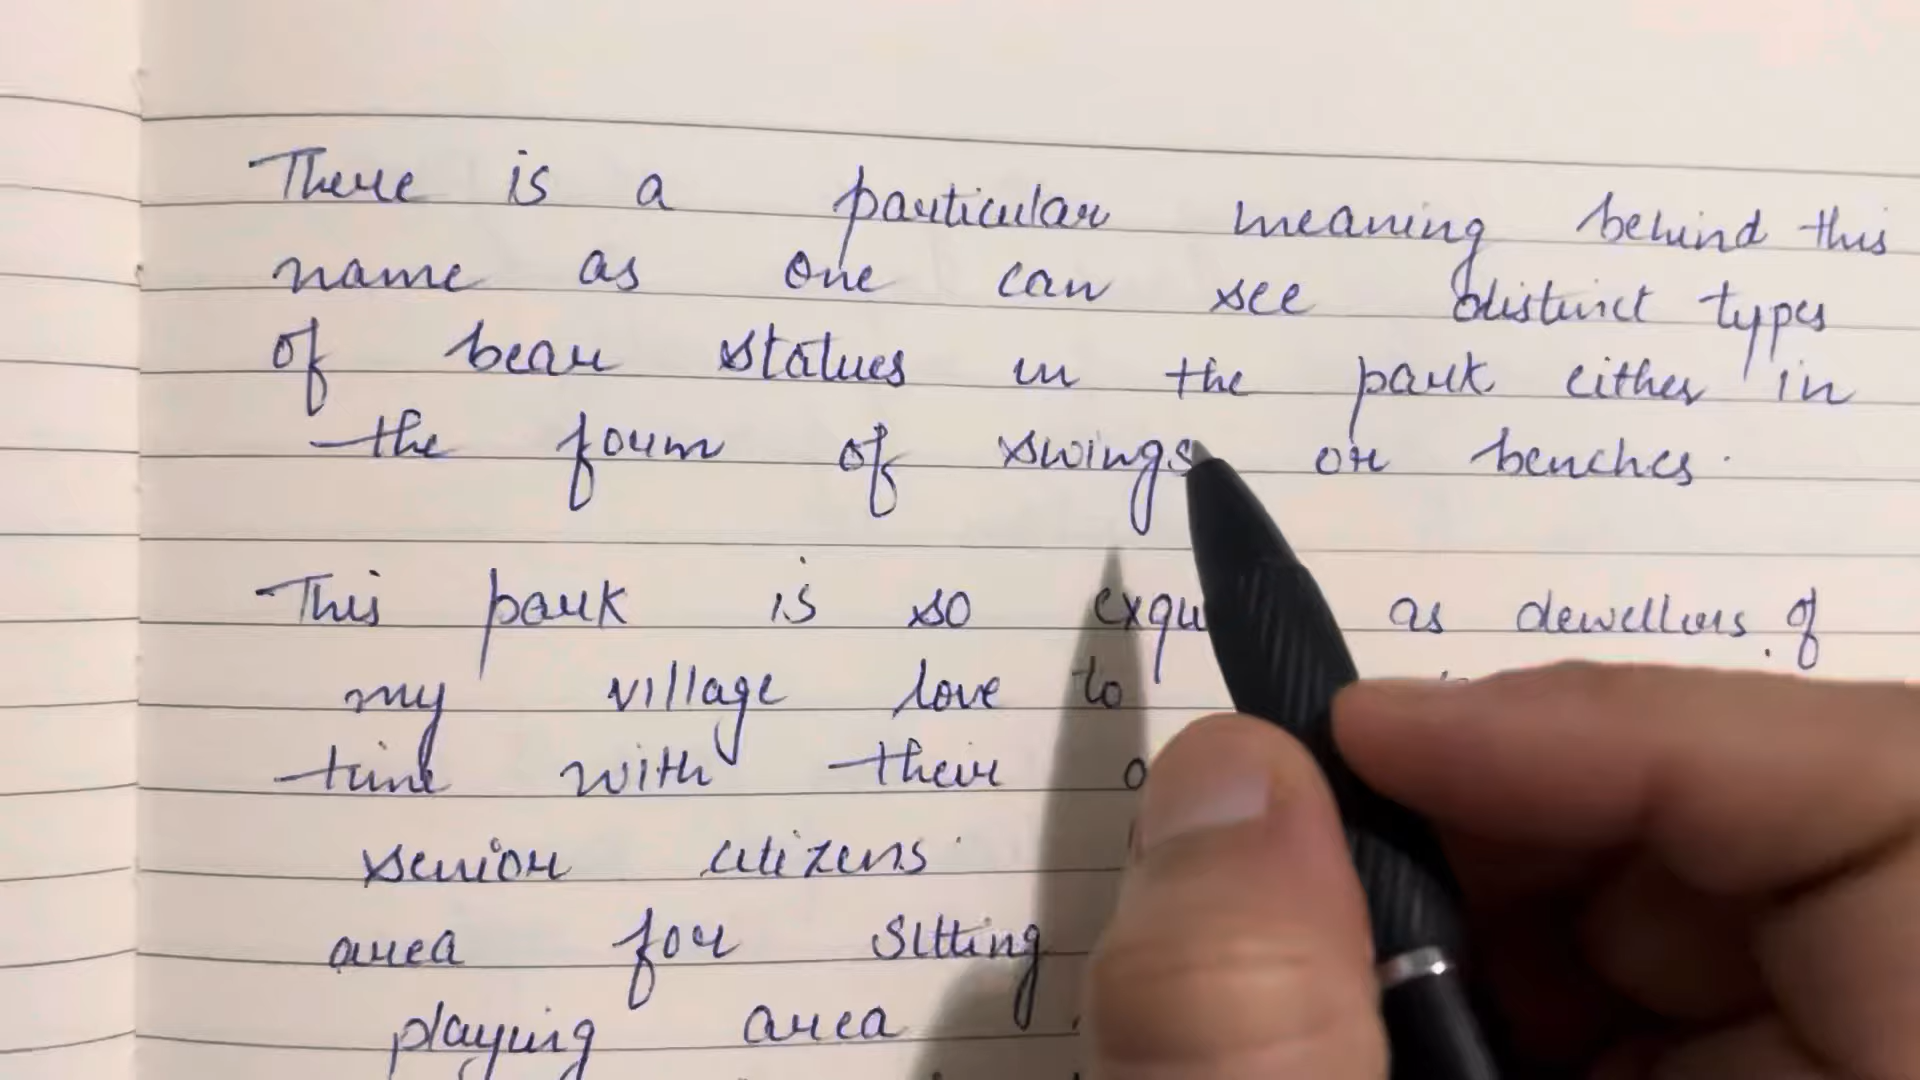 There is a particular meaning behind this
name as one can see distinct types
of bear statues in the park either in
the form of swings or benches.
This park is so as dewellers of
my village love to
time with their
senior citizens
area for sitting
playing area